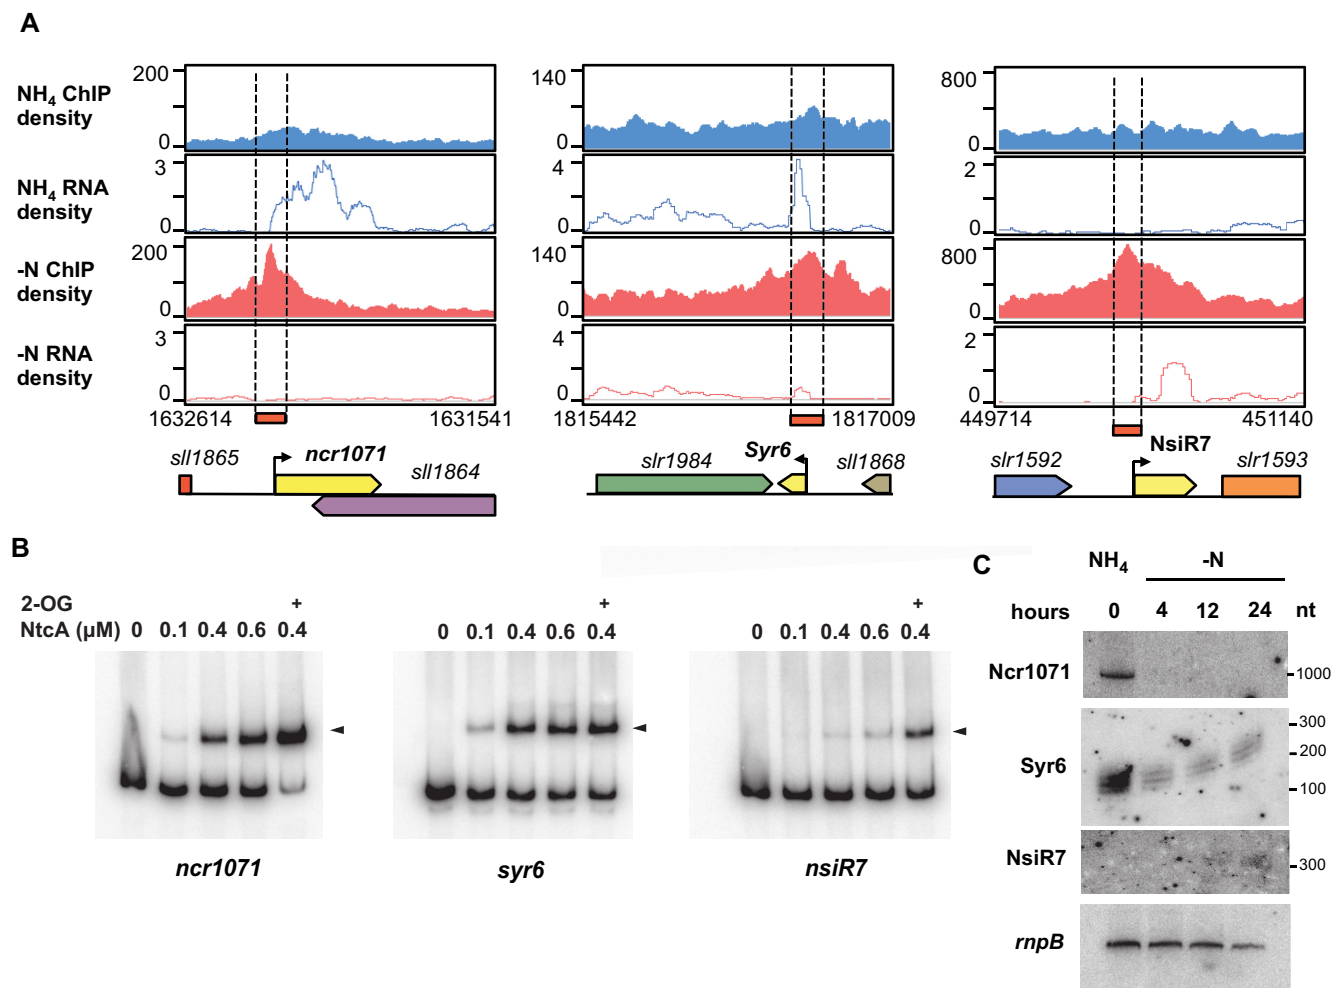 A
NH4 ChIP density
200
0
140
0
800
0
NH4 RNA density
3
0
4
0
2
0
-N ChIP density
200
0
140
0
800
0
-N RNA density
3
0
4
0
2
0
1632614 1631541
1815442 1817009
449714 451140
sll1865 ncr1071 sll1864
slr1984 Syr6 sll1868
slr1592 NsiR7 slr1593
B
2-OG + + +
NtcA (μM) 0 0.1 0.4 0.6 0.4
0 0.1 0.4 0.6 0.4
0 0.1 0.4 0.6 0.4
ncr1071
syr6
nsiR7
C
NH4 -N
hours 0 4 12 24 nt
Ncr1071 1000
Syr6 300
200
100
NsiR7 300
rnpB